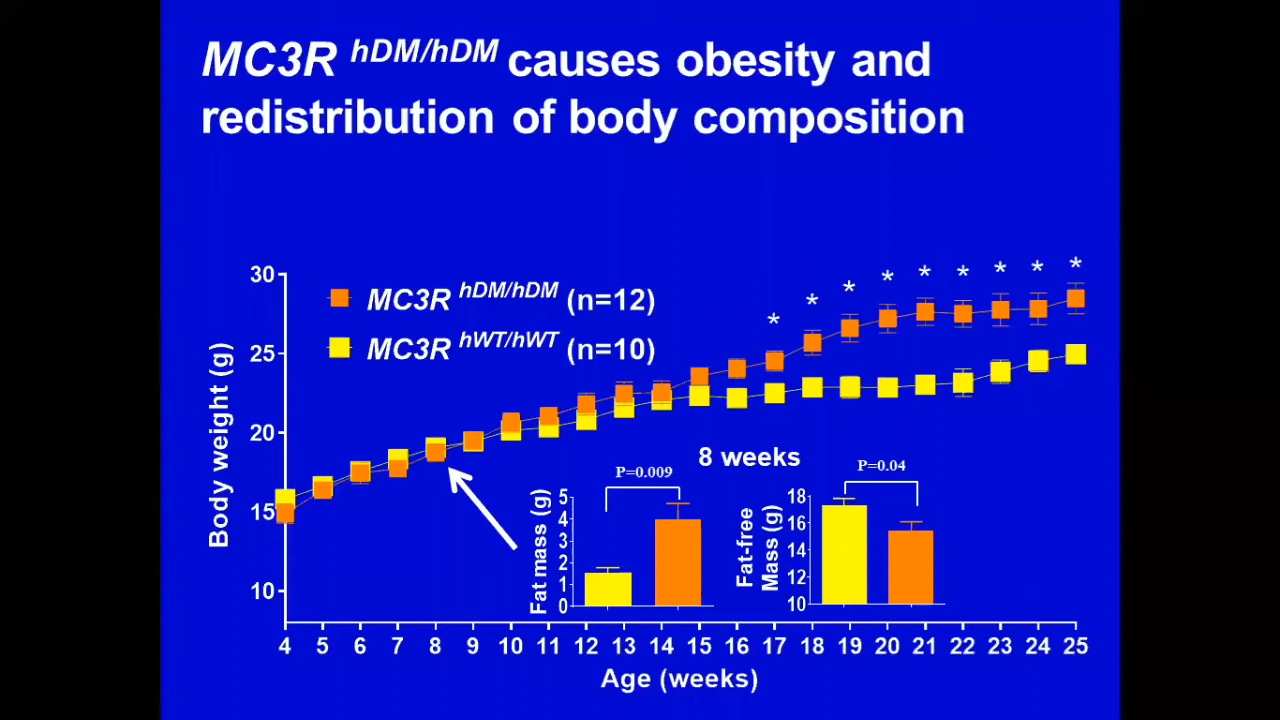 MC3R hDM/hDM causes obesity and
redistribution of body composition
* * * * * * * * *
30
25
20
15
10
Body weight (g)
MC3R hDM/hDM (n=12)
MC3R hWT/hWT (n=10)
8 weeks
P=0.009
5
4
3
2
1
0
Fat mass (g)
P=0.04
18
16
14
12
10
Fat-free
Mass (g)
4 5 6 7 8 9 10 11 12 13 14 15 16 17 18 19 20 21 22 23 24 25
Age (weeks)